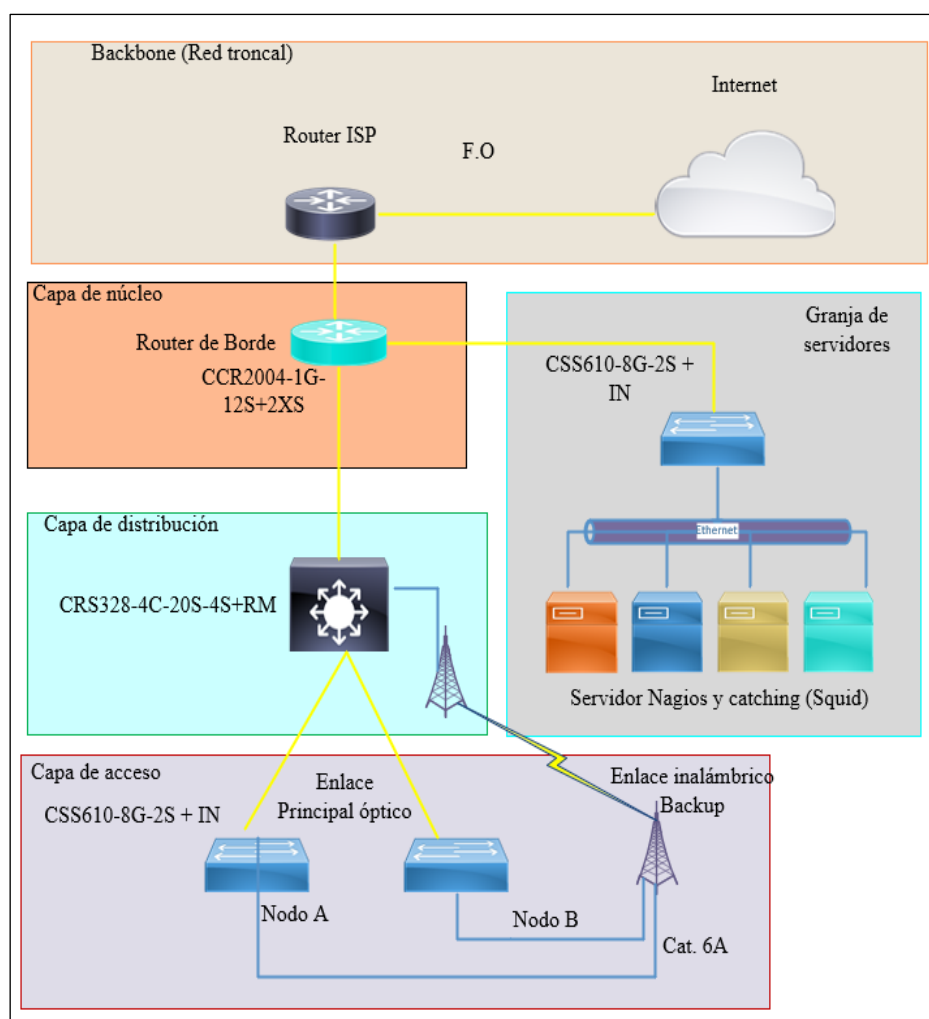 Backbone (Red troncal)
Internet
Router ISP
F.O
Capa de núcleo
Router de Borde
CCR2004-1G-
12S+2XS
Granja de
servidores
CSS610-8G-2S +
IN
Ethernet
Servidor Nagios y catching (Squid)
Capa de distribución
CRS328-4C-20S-4S+RM
Capa de acceso
CSS610-8G-2S + IN
Enlace
Principal óptico
Enlace inalámbrico
Backup
Nodo A
Nodo B
Cat. 6A